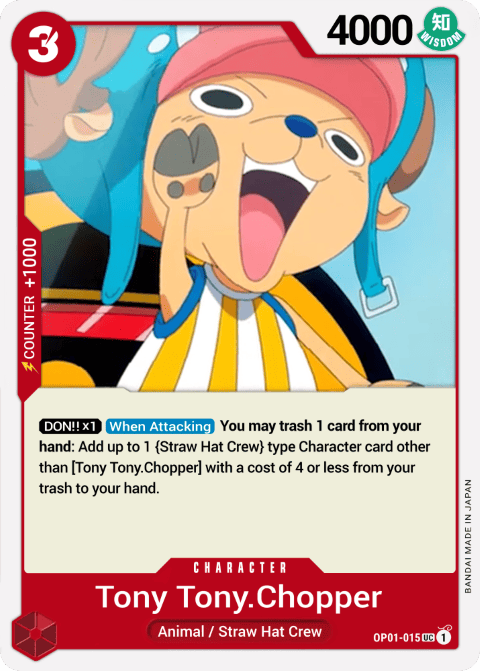 3
4000
知
WISDOM
COUNTER +1000
DON!! x1 When Attacking You may trash 1 card from your
hand: Add up to 1 {Straw Hat Crew} type Character card other
than [Tony Tony.Chopper] with a cost of 4 or less from your
trash to your hand.
BANDAI MADE IN JAPAN
CHARACTER
Tony Tony.Chopper
Animal / Straw Hat Crew
OP01-015 UC 1